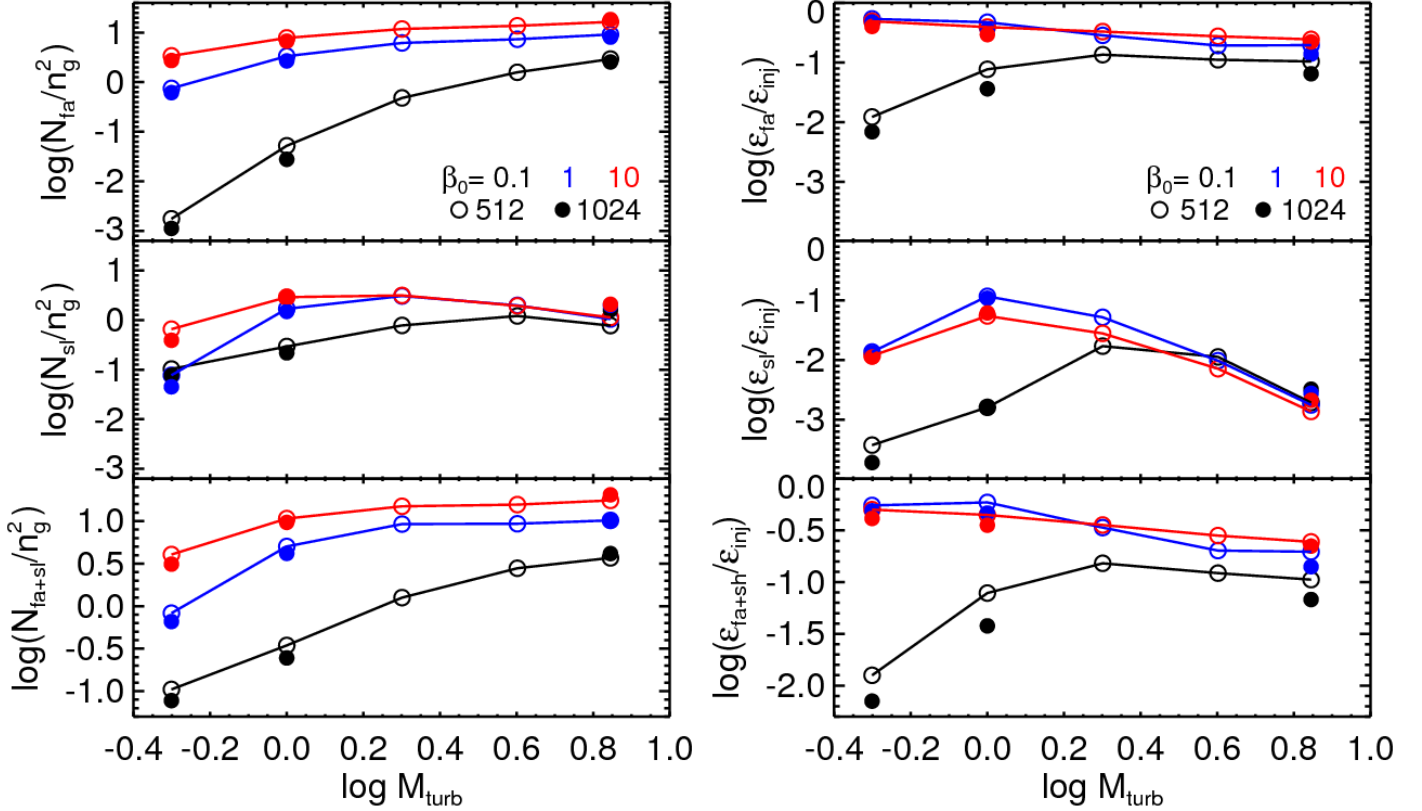 log(N_fa/n_g^2)
1
0
-1
-2
-3
β_0= 0.1 1 10
○ 512 ● 1024
log(N_sl/n_g^2)
1
0
-1
-2
-3
log(N_fa+sl/n_g^2)
1.0
0.5
0.0
-0.5
-1.0
-0.4 -0.2 0.0 0.2 0.4 0.6 0.8 1.0
log M_turb
log(ε_fa/ε_inj)
0
-1
-2
-3
β_0= 0.1 1 10
○ 512 ● 1024
log(ε_sl/ε_inj)
0
-1
-2
-3
log(ε_fa+sh/ε_inj)
0.0
-0.5
-1.0
-1.5
-2.0
-0.4 -0.2 0.0 0.2 0.4 0.6 0.8 1.0
log M_turb